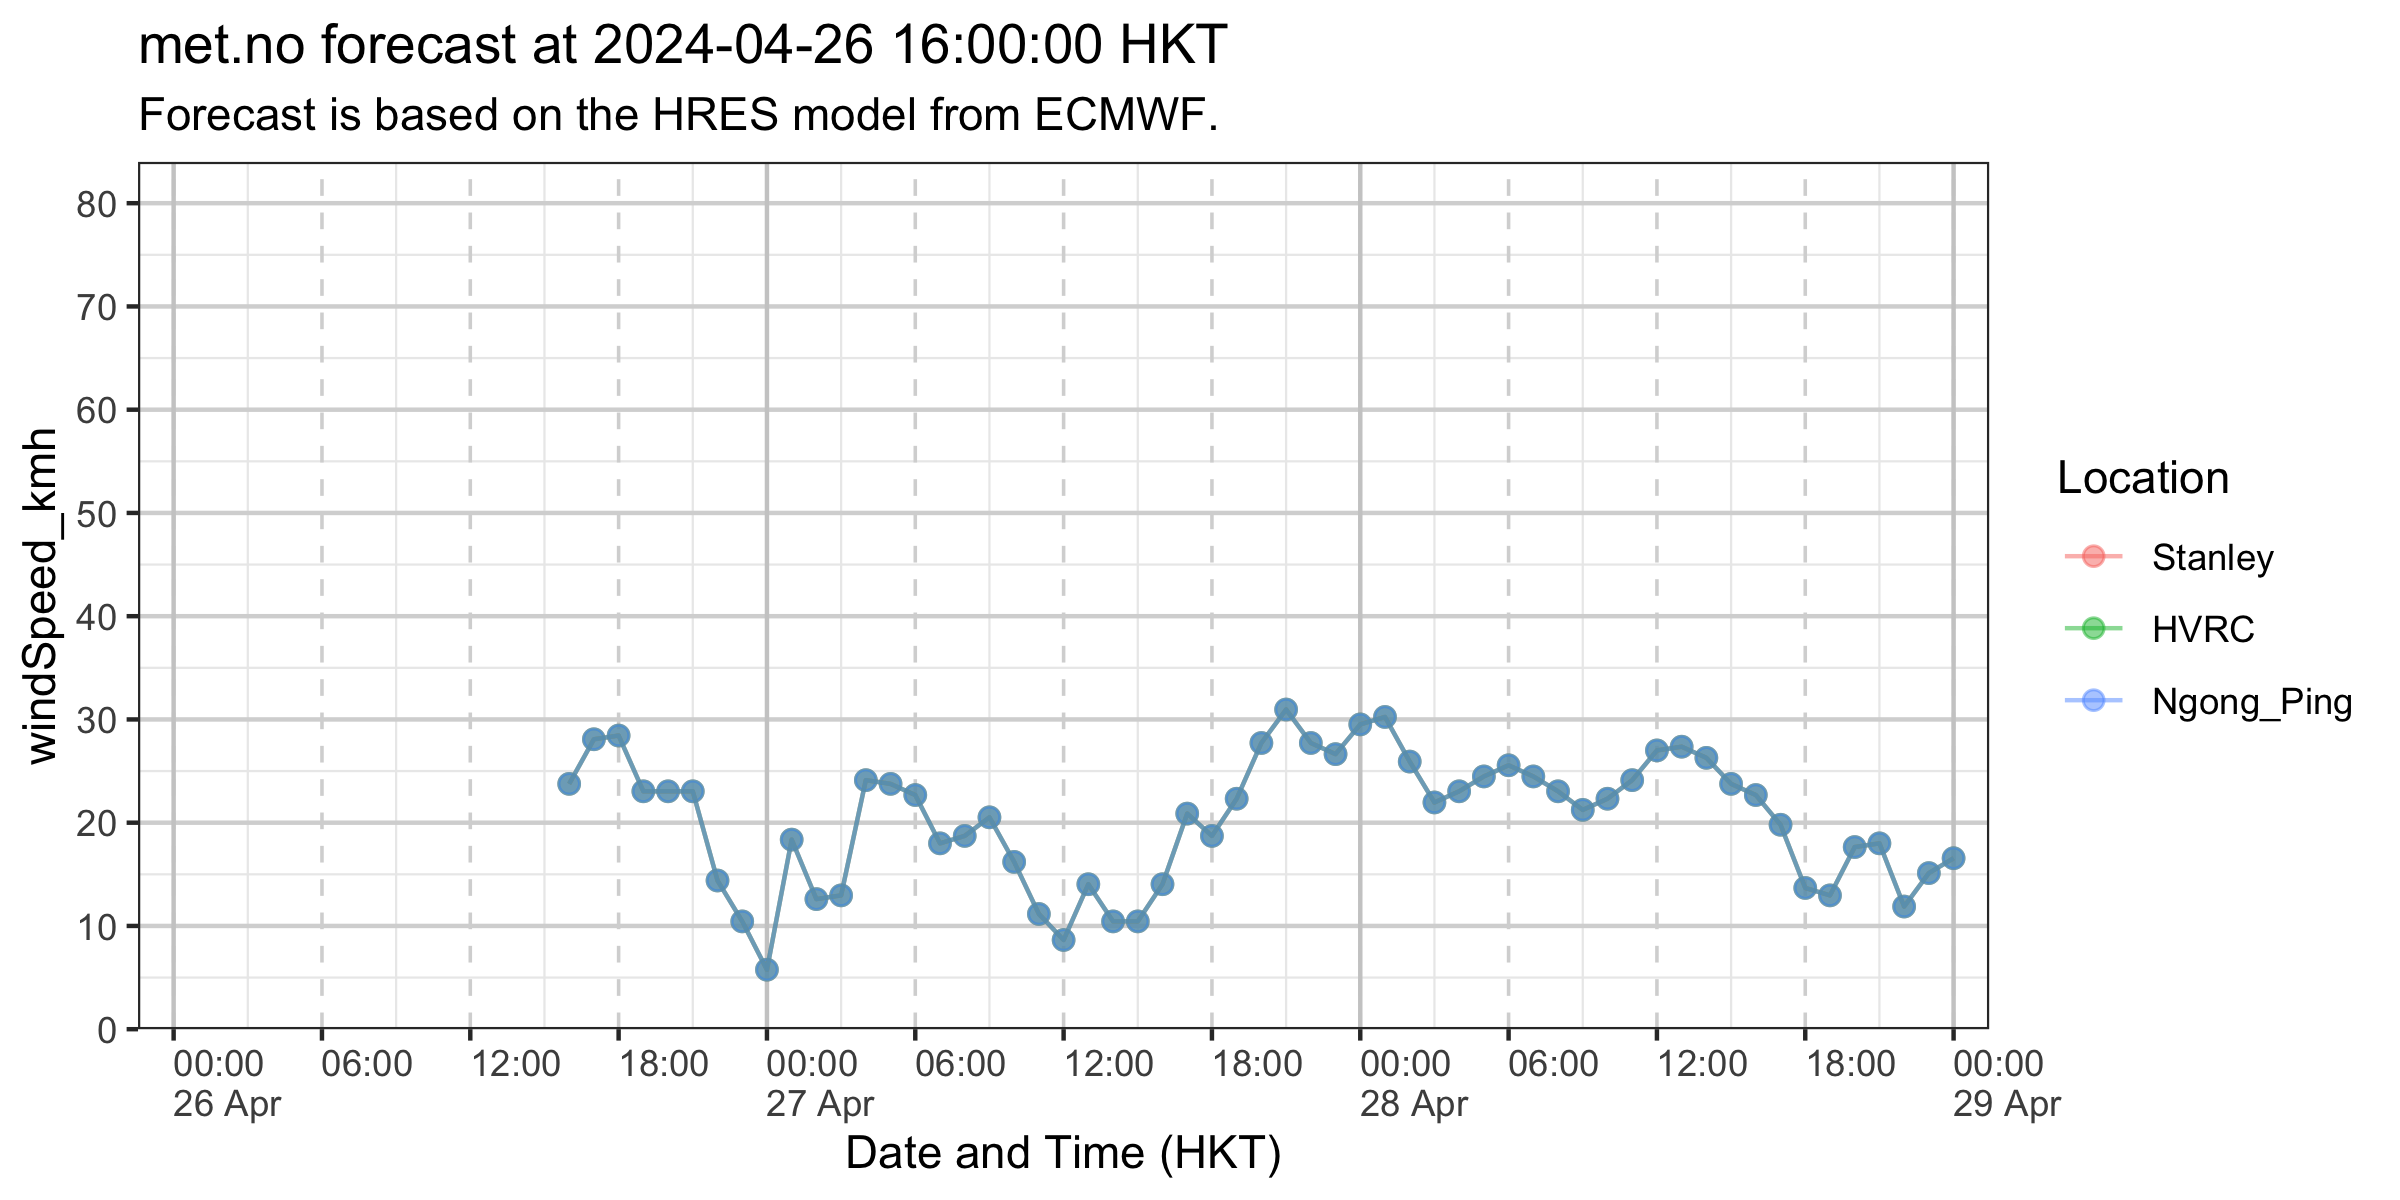 met.no forecast at 2024-04-26 16:00:00 HKT
Forecast is based on the HRES model from ECMWF.
windSpeed_kmh
80
70
60
50
40
30
20
10
0
00:00 06:00 12:00 18:00 00:00 06:00 12:00 18:00 00:00 06:00 12:00 18:00 00:00
26 Apr 27 Apr 28 Apr 29 Apr
Date and Time (HKT)
Location
Stanley
HVRC
Ngong_Ping